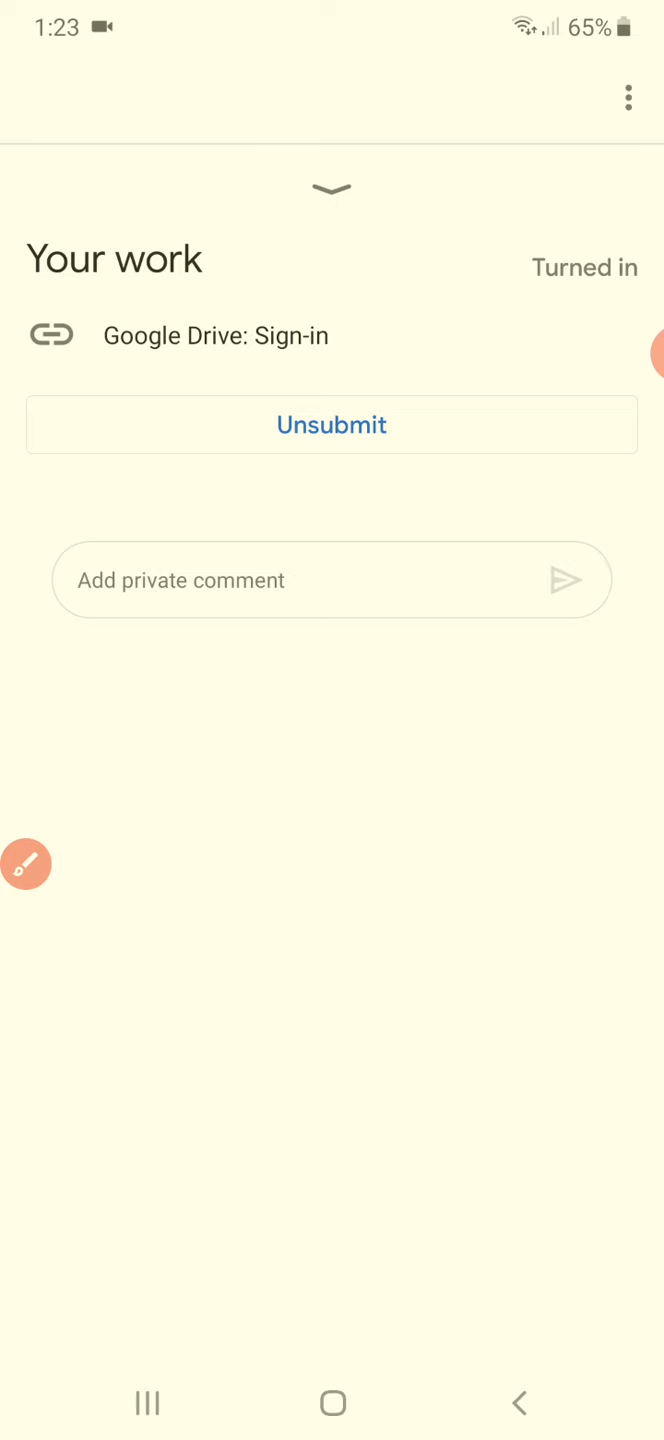 1:23
65%
Your work
Turned in
Google Drive: Sign-in
Unsubmit
Add private comment